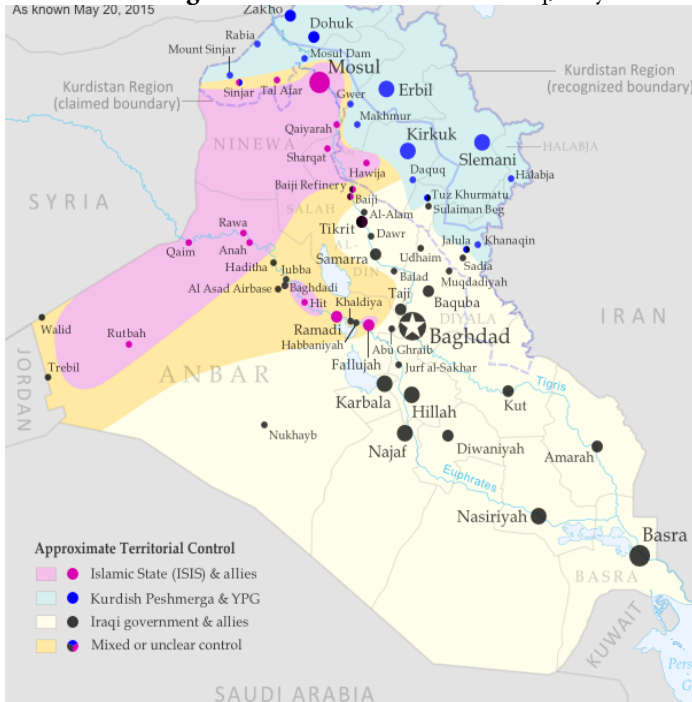 As known May 20, 2015
Zakho
Dohuk
Rabia
Mount Sinjar
Mosul Dam
Mosul
Kurdistan Region
(claimed boundary)
Kurdistan Region
(recognized boundary)
Sinjar
Tal Afar
Gwer
Erbil
Makhmur
NINEWA
Qaiyarah
Kirkuk
Slemani
HALABJA
Sharqat
Hawija
Daquq
Halabja
Baiji Refinery
Baiji
Tuz Khurmatu
Sulaiman Beg
SYRIA
SALAH
AL-
DIN
Al-Alam
Tikrit
Dawr
Rawa
Anah
Qaim
Samarra
Udhaim
Jalula
Khanaqin
Sadia
Haditha
Jubba
Balad
Muqdadiyah
Al Asad Airbase
Baghdadi
Hit
Khaldiya
Taji
Baquba
DIYALA
IRAN
Walid
Rutbah
Ramadi
Habbaniyah
Baghdad
Abu Ghraib
Fallujah
Trebil
JORDAN
ANBAR
Jurf al-Sakhar
Karbala
Hillah
Tigris
Kut
Nukhayb
Najaf
Diwaniyah
Amarah
Euphrates
Nasiriyah
Basra
BASRA
Approximate Territorial Control
Islamic State (ISIS) & allies
Kurdish Peshmerga & YPG
Iraqi government & allies
Mixed or unclear control
KUWAIT
SAUDI ARABIA